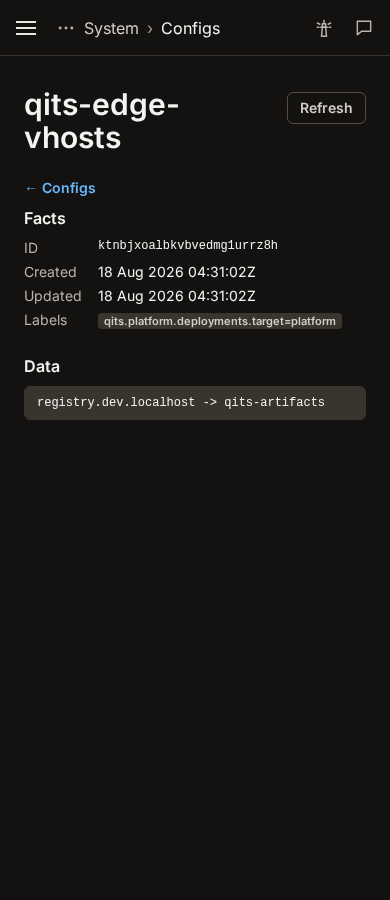 ··· System › Configs
qits-edge-
vhosts
Refresh
← Configs
Facts
ID ktnbjxoalbkvbvedmg1urrz8h
Created 18 Aug 2026 04:31:02Z
Updated 18 Aug 2026 04:31:02Z
Labels qits.platform.deployments.target=platform
Data
registry.dev.localhost -> qits-artifacts